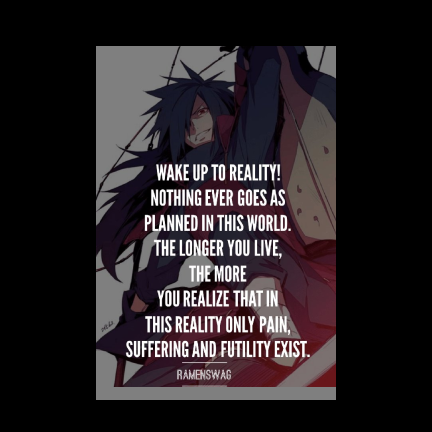 WAKE UP TO REALITY!
NOTHING EVER GOES AS
PLANNED IN THIS WORLD.
THE LONGER YOU LIVE,
THE MORE
YOU REALIZE THAT IN
THIS REALITY ONLY PAIN,
SUFFERING AND FUTILITY EXIST.
RAMENSWAG